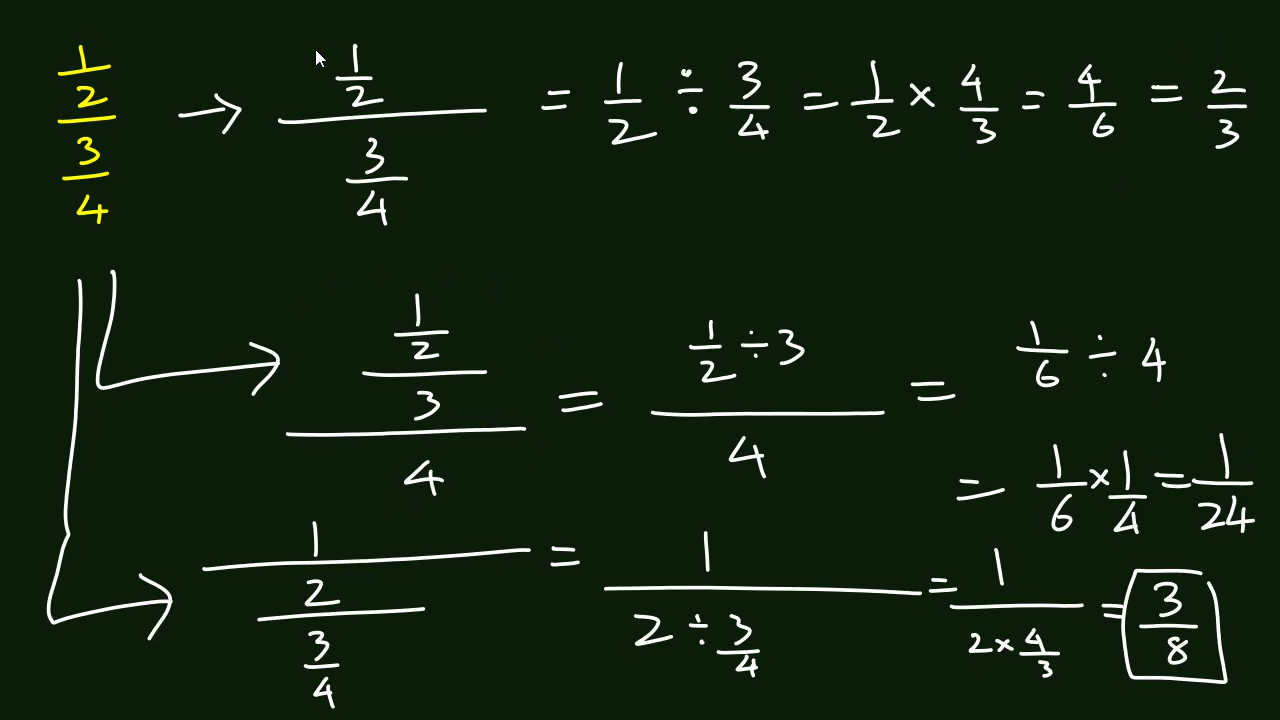 1/2/3/4 → (1/2)/(3/4) = 1/2 ÷ 3/4 = 1/2 × 4/3 = 4/6 = 2/3
→ ((1/2)/3)/4 = (1/2 ÷ 3)/4 = 1/6 ÷ 4
= 1/6 × 1/4 = 1/24
→ 1/(2/(3/4)) = 1/(2 ÷ 3/4) = 1/(2 × 4/3) = 3/8